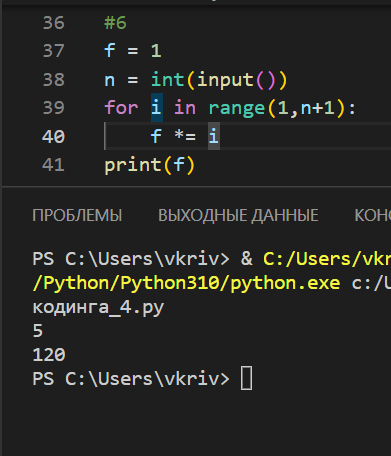 36 #6
37 f = 1
38 n = int(input())
39 for i in range(1,n+1):
40 f *= i
41 print(f)
ПРОБЛЕМЫ ВЫХОДНЫЕ ДАННЫЕ КОНС
PS C:\Users\vkriv> & C:/Users/vkr
/Python/Python310/python.exe c:/U
кодинга_4.py
5
120
PS C:\Users\vkriv>